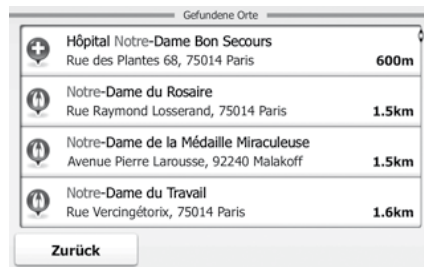 Gefundene Orte
Hôpital Notre-Dame Bon Secours
Rue des Plantes 68, 75014 Paris
600m
Notre-Dame du Rosaire
Rue Raymond Losserand, 75014 Paris
1.5km
Notre-Dame de la Médaille Miraculeuse
Avenue Pierre Larousse, 92240 Malakoff
1.5km
Notre-Dame du Travail
Rue Vercingétorix, 75014 Paris
1.6km
Zurück